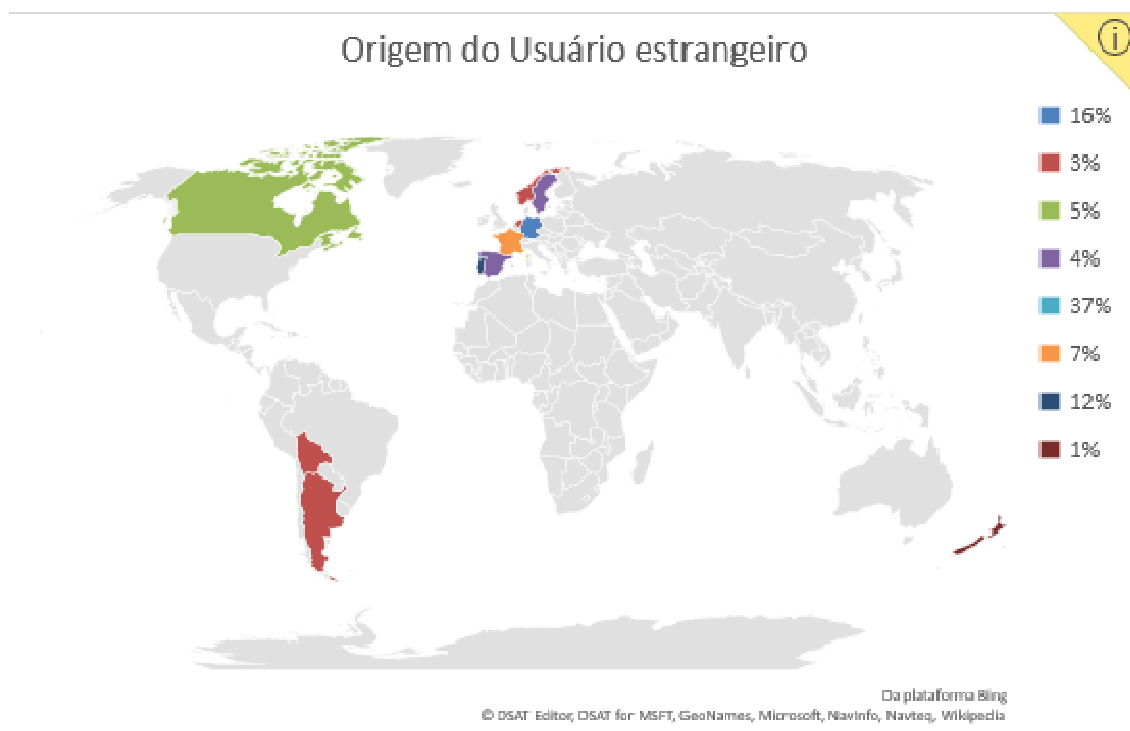 Origem do Usuário estrangeiro
16%
3%
5%
4%
37%
7%
12%
1%
Da plataforma Bling
© DSAT Editor, DSAT for MSFT, GeoNames, Microsoft, NavInfo, Navteq, Wikipedia